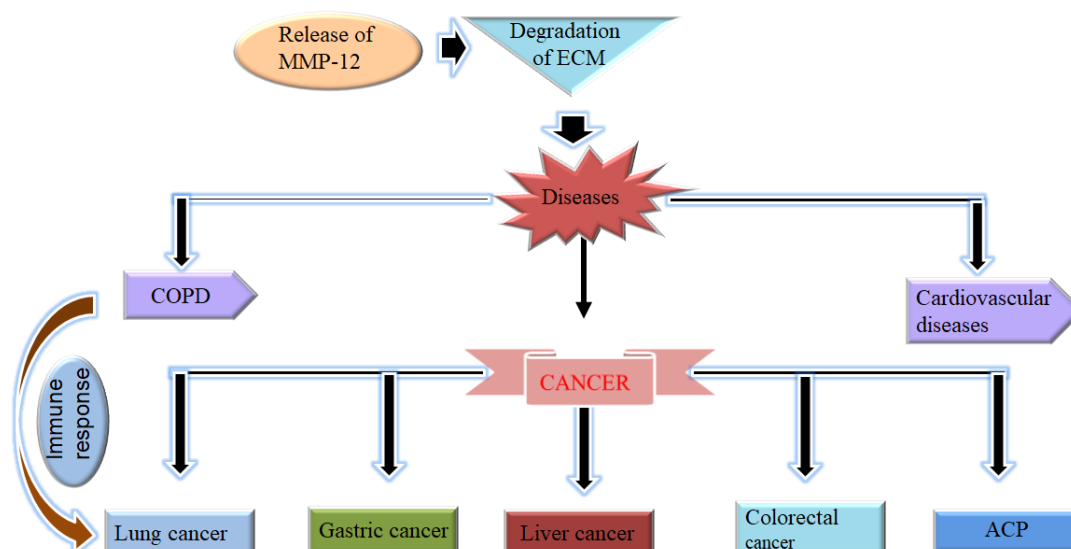 Release of
MMP-12
Degradation
of ECM
Diseases
COPD
Cardiovascular
diseases
Immune
response
CANCER
Lung cancer
Gastric cancer
Liver cancer
Colorectal
cancer
ACP